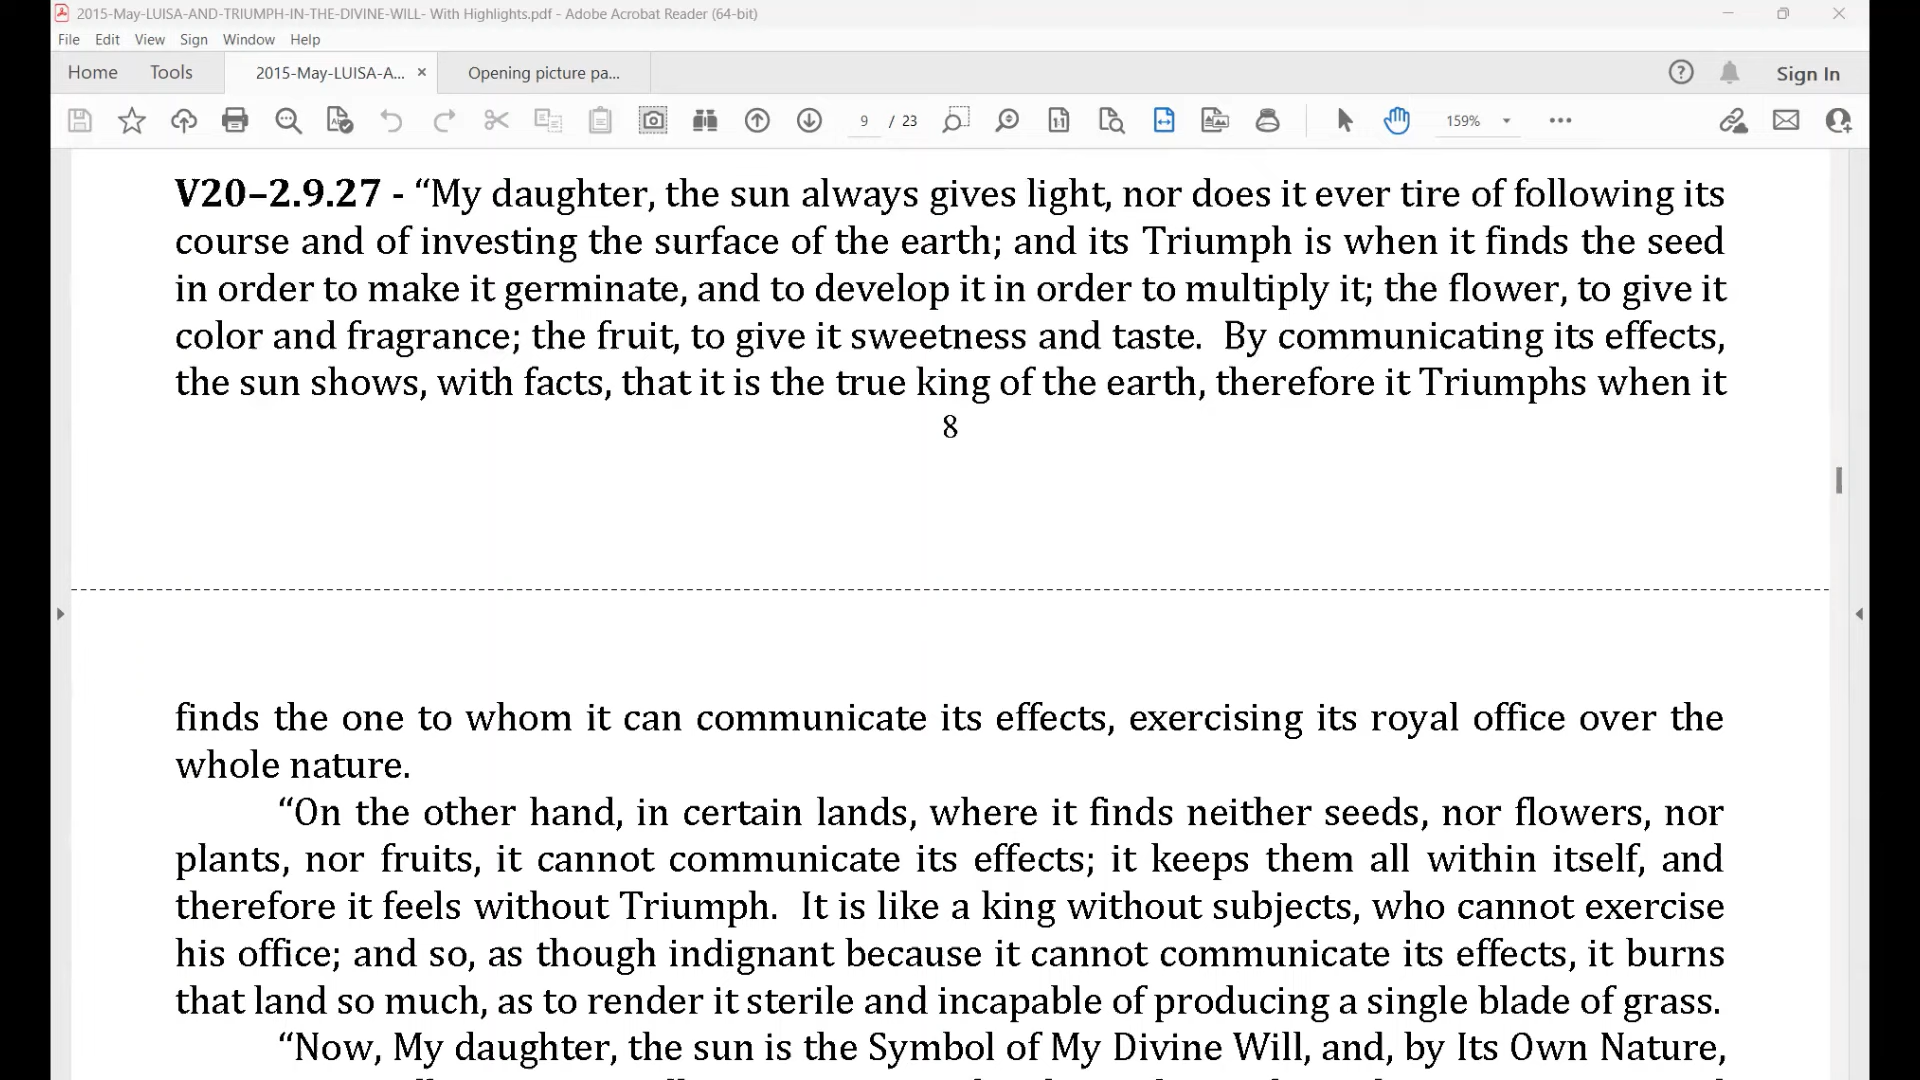 2015-May-LUISA-AND-TRIUMPH-IN-THE-DIVINE-WILL- With Highlights.pdf - Adobe Acrobat Reader (64-bit)
File Edit View Sign Window Help
Home Tools 2015-May-LUISA-A... × Opening picture pa... Sign In
9 / 23 159%
V20–2.9.27 - “My daughter, the sun always gives light, nor does it ever tire of following its
course and of investing the surface of the earth; and its Triumph is when it finds the seed
in order to make it germinate, and to develop it in order to multiply it; the flower, to give it
color and fragrance; the fruit, to give it sweetness and taste.  By communicating its effects,
the sun shows, with facts, that it is the true king of the earth, therefore it Triumphs when it
8
finds the one to whom it can communicate its effects, exercising its royal office over the
whole nature.
“On the other hand, in certain lands, where it finds neither seeds, nor flowers, nor
plants, nor fruits, it cannot communicate its effects; it keeps them all within itself, and
therefore it feels without Triumph.  It is like a king without subjects, who cannot exercise
his office; and so, as though indignant because it cannot communicate its effects, it burns
that land so much, as to render it sterile and incapable of producing a single blade of grass.
“Now, My daughter, the sun is the Symbol of My Divine Will, and, by Its Own Nature,